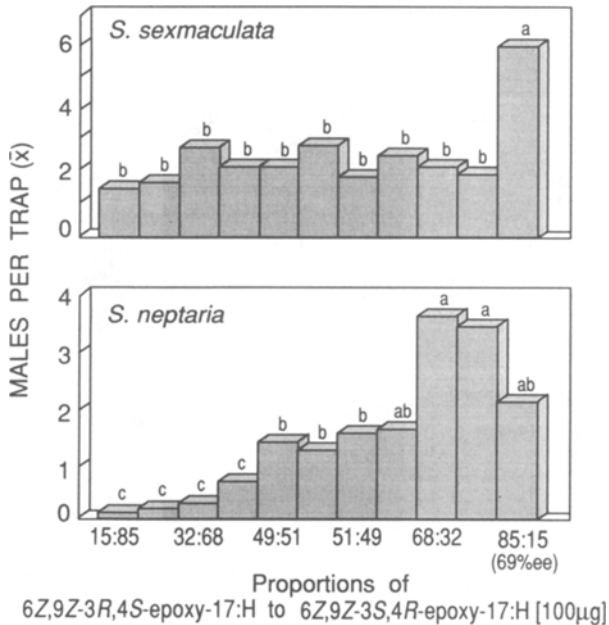 S. sexmaculata
6
4
2
0
b b b b b b b b b b a
MALES PER TRAP (x̄)
S. neptaria
4
3
2
1
0
c c c c b b b ab a a ab
15:85 32:68 49:51 51:49 68:32 85:15
(69%ee)
Proportions of
6Z,9Z-3R,4S-epoxy-17:H to 6Z,9Z-3S,4R-epoxy-17:H [100µg]